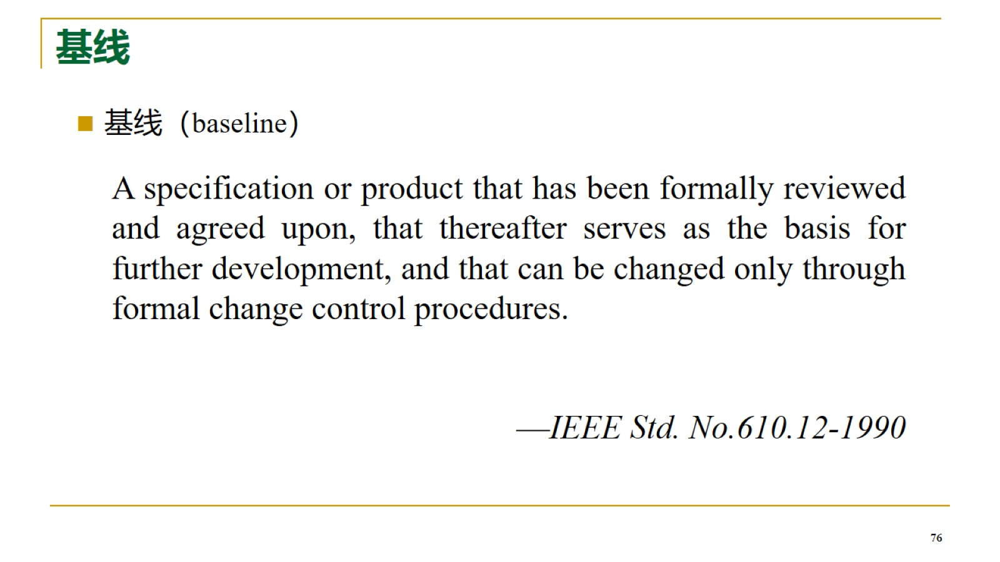 基线
基线（baseline）
A specification or product that has been formally reviewed
and agreed upon, that thereafter serves as the basis for
further development, and that can be changed only through
formal change control procedures.
—IEEE Std. No.610.12-1990
76